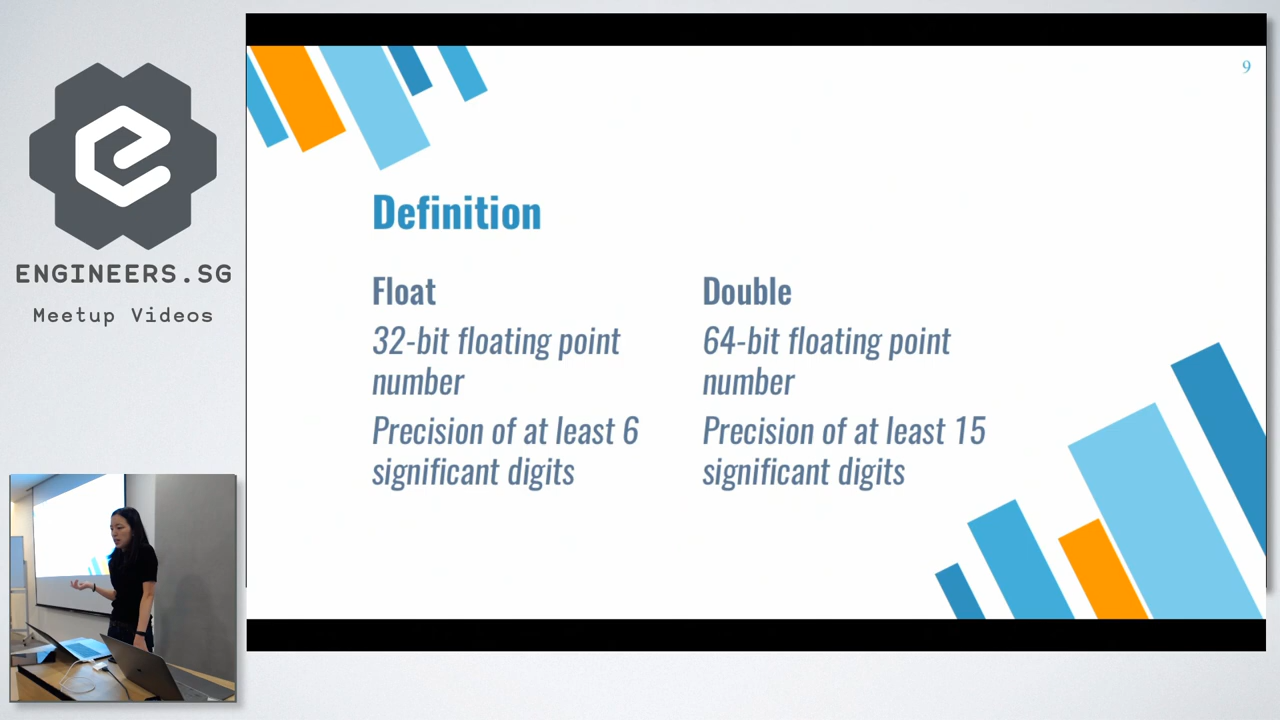 ENGINEERS.SG
Meetup Videos
9
Definition
Float
32-bit floating point
number
Precision of at least 6
significant digits
Double
64-bit floating point
number
Precision of at least 15
significant digits